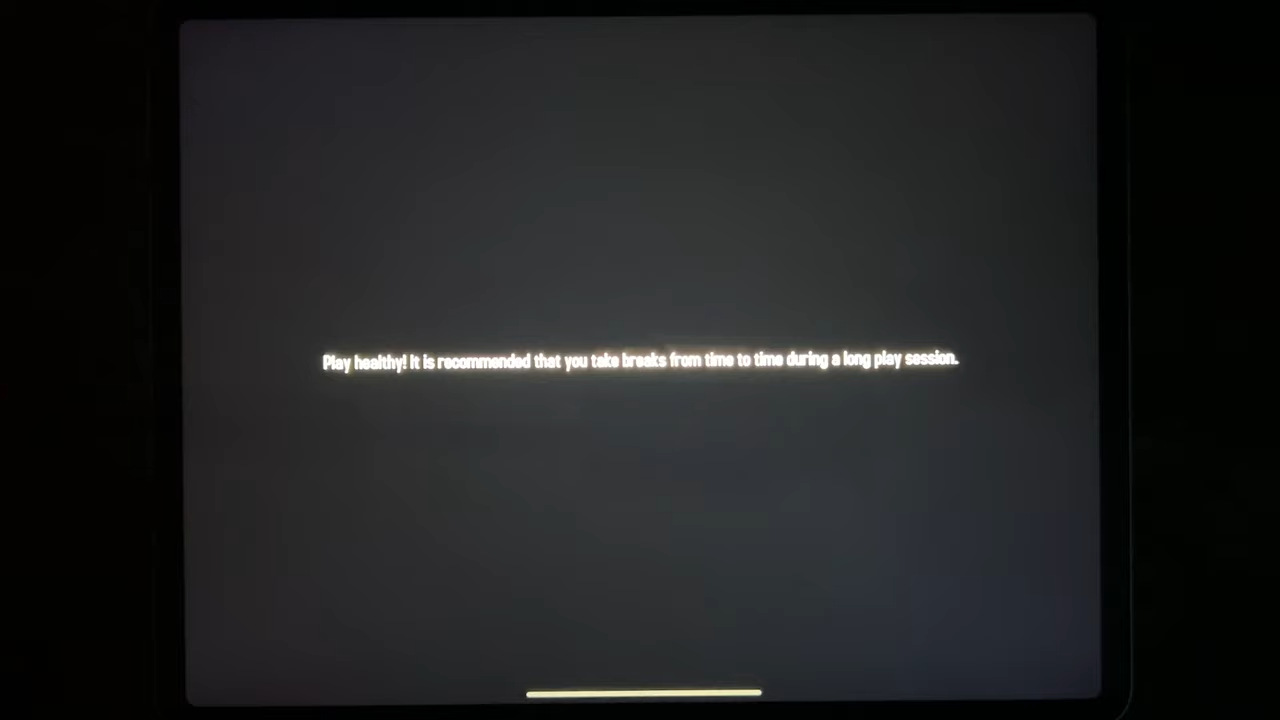 Play healthy! It is recommended that you take breaks from time to time during a long play session.